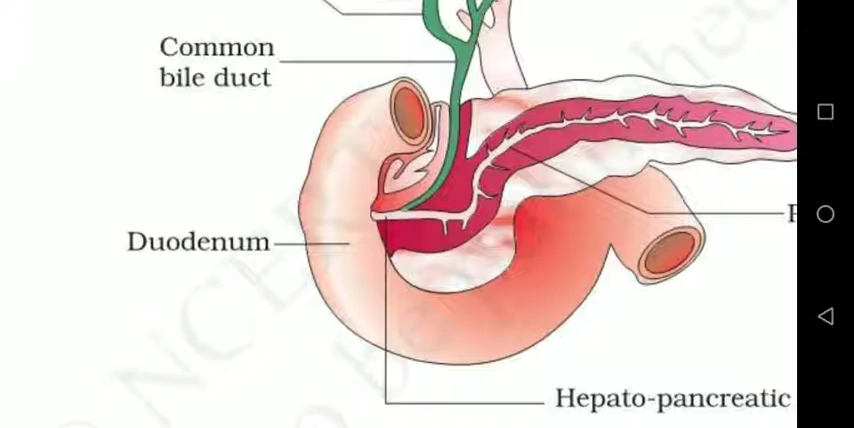 Common
bile duct
Duodenum
Hepato-pancreatic